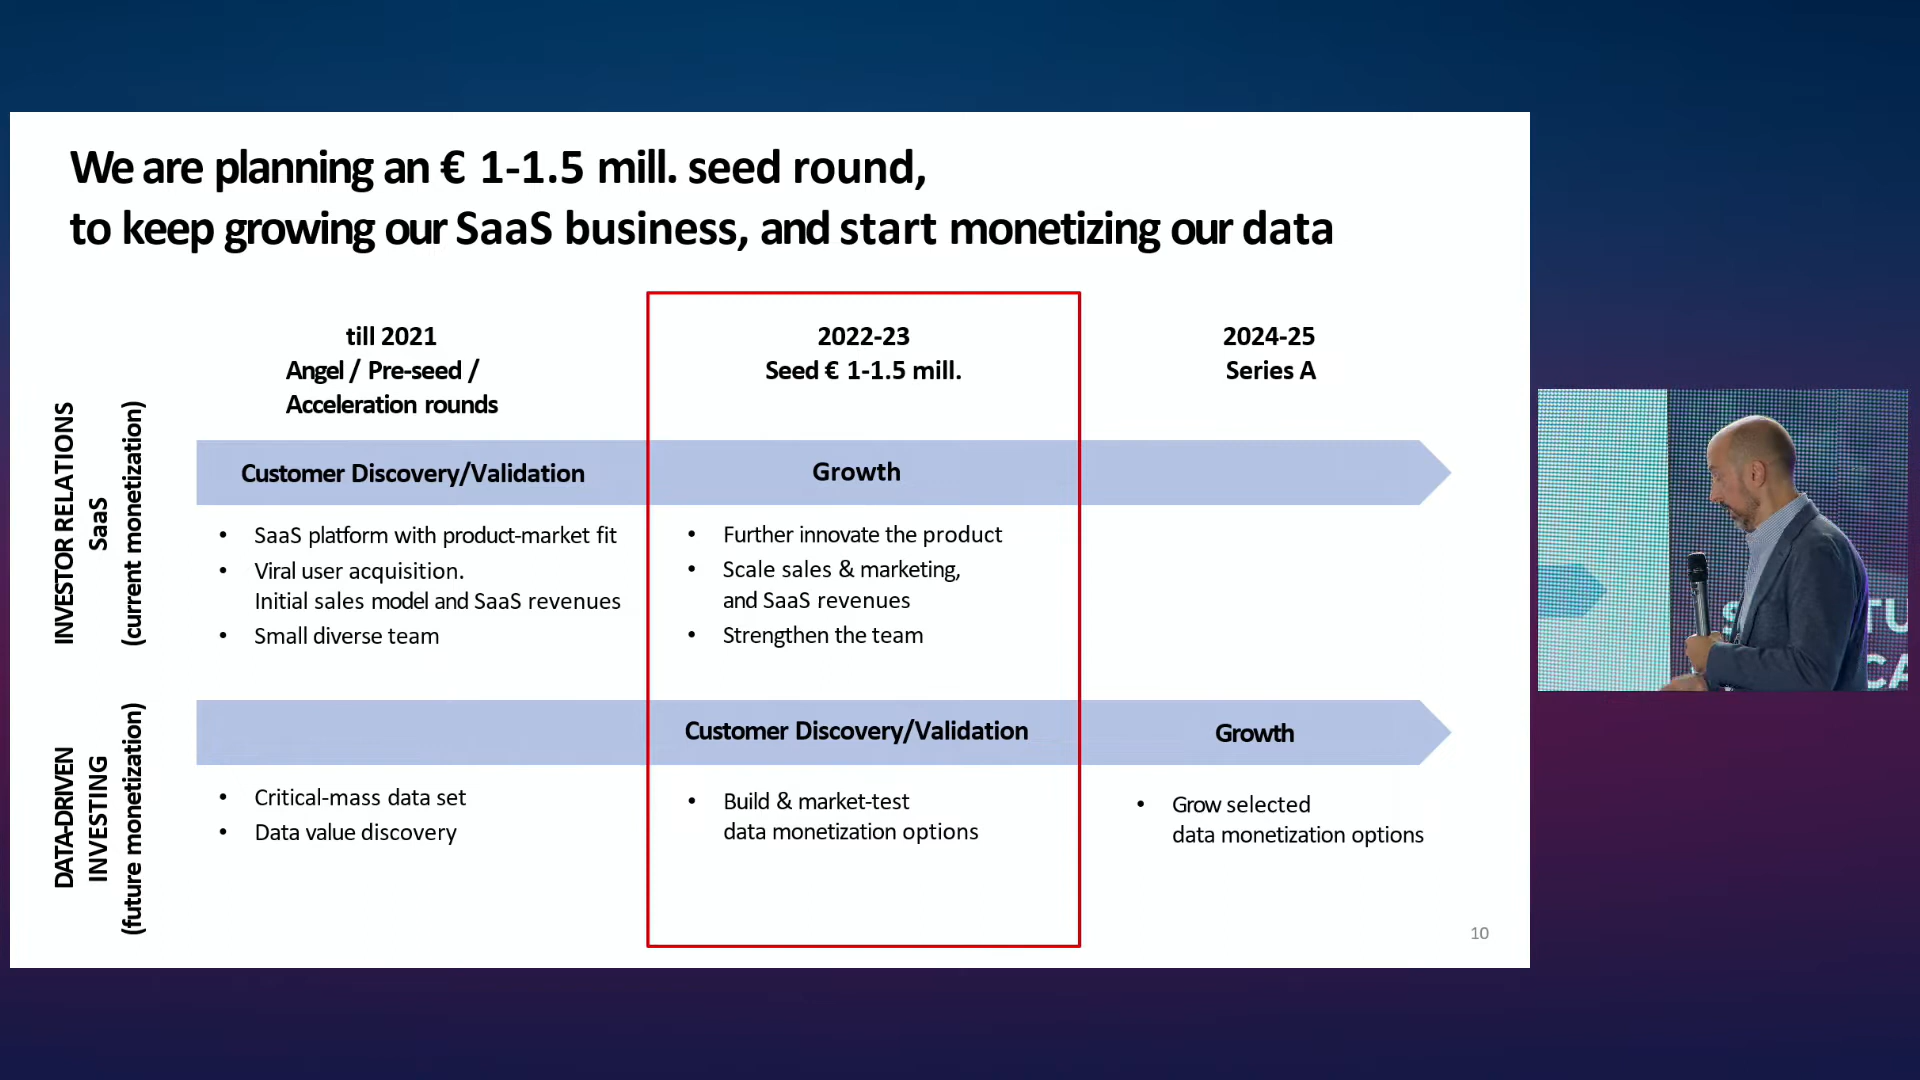 We are planning an € 1-1.5 mill. seed round,
to keep growing our SaaS business, and start monetizing our data
till 2021
Angel / Pre-seed /
Acceleration rounds
2022-23
Seed € 1-1.5 mill.
2024-25
Series A
INVESTOR RELATIONS
SaaS
(current monetization)
Customer Discovery/Validation
Growth
• SaaS platform with product-market fit
• Viral user acquisition.
Initial sales model and SaaS revenues
• Small diverse team
• Further innovate the product
• Scale sales & marketing,
and SaaS revenues
• Strengthen the team
DATA-DRIVEN
INVESTING
(future monetization)
Customer Discovery/Validation
Growth
• Critical-mass data set
• Data value discovery
• Build & market-test
data monetization options
• Grow selected
data monetization options
10